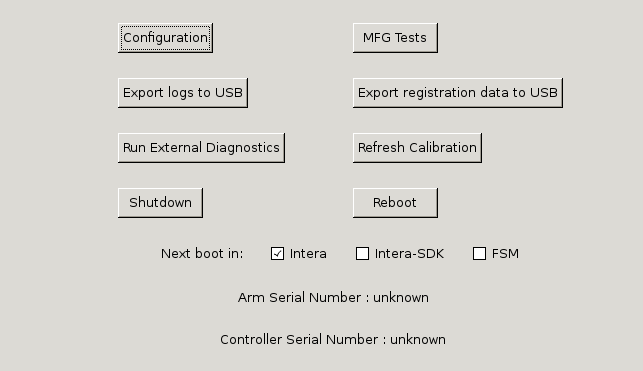 Configuration MFG Tests
Export logs to USB Export registration data to USB
Run External Diagnostics Refresh Calibration
Shutdown Reboot
Next boot in: Intera Intera-SDK FSM
Arm Serial Number : unknown
Controller Serial Number : unknown